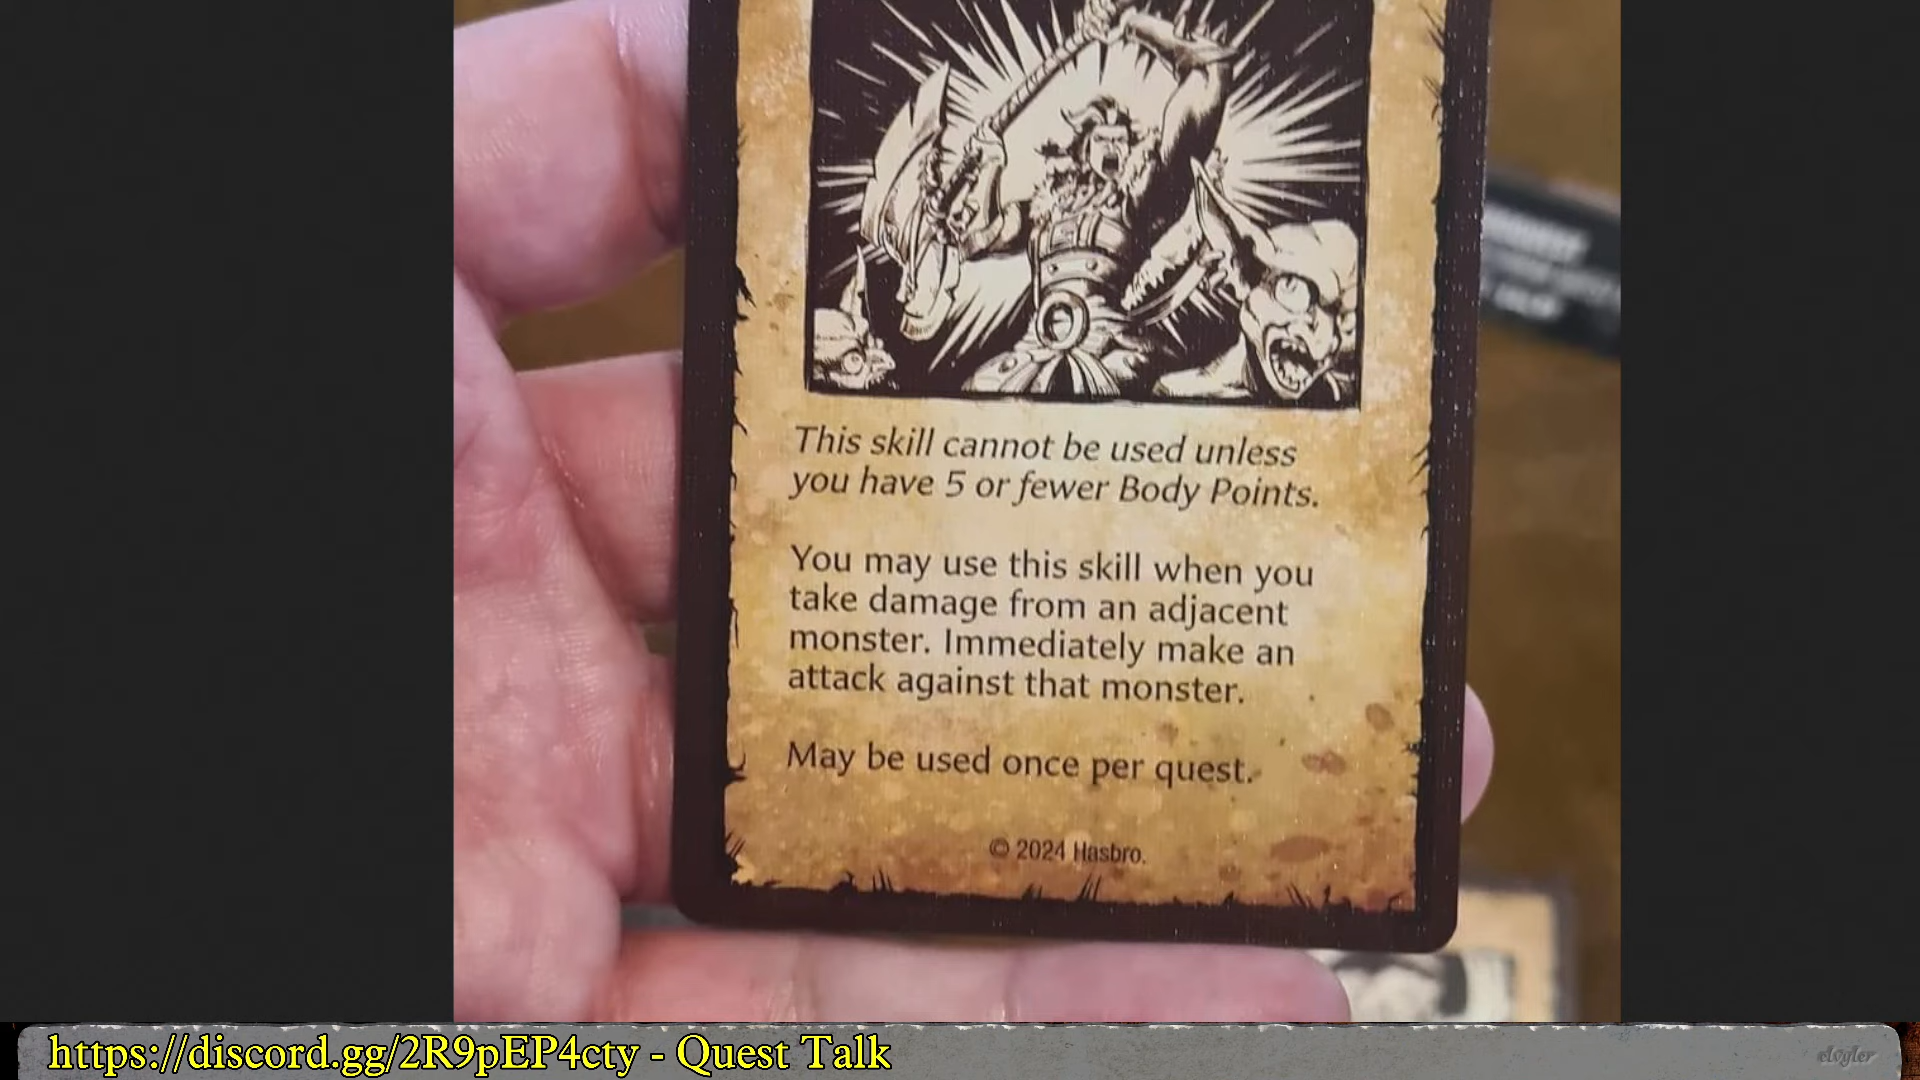 This skill cannot be used unless
you have 5 or fewer Body Points.
You may use this skill when you
take damage from an adjacent
monster. Immediately make an
attack against that monster.
May be used once per quest.
© 2024 Hasbro.
https://discord.gg/2R9pEP4cty - Quest Talk